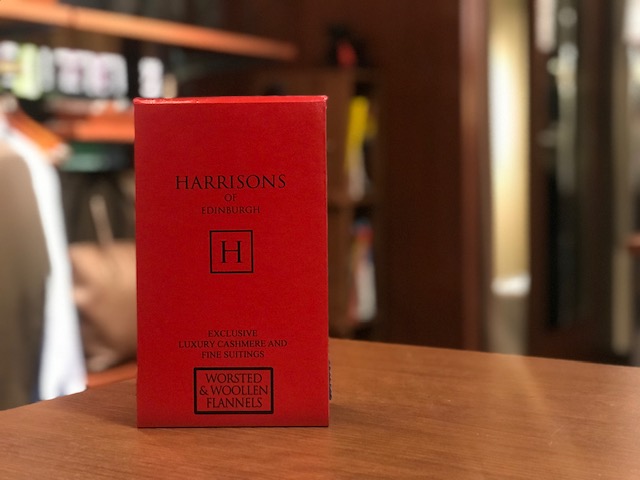 HARRISONS
OF
EDINBURGH
H
EXCLUSIVE
LUXURY CASHMERE AND
FINE SUITINGS
WORSTED
& WOOLLEN
FLANNELS